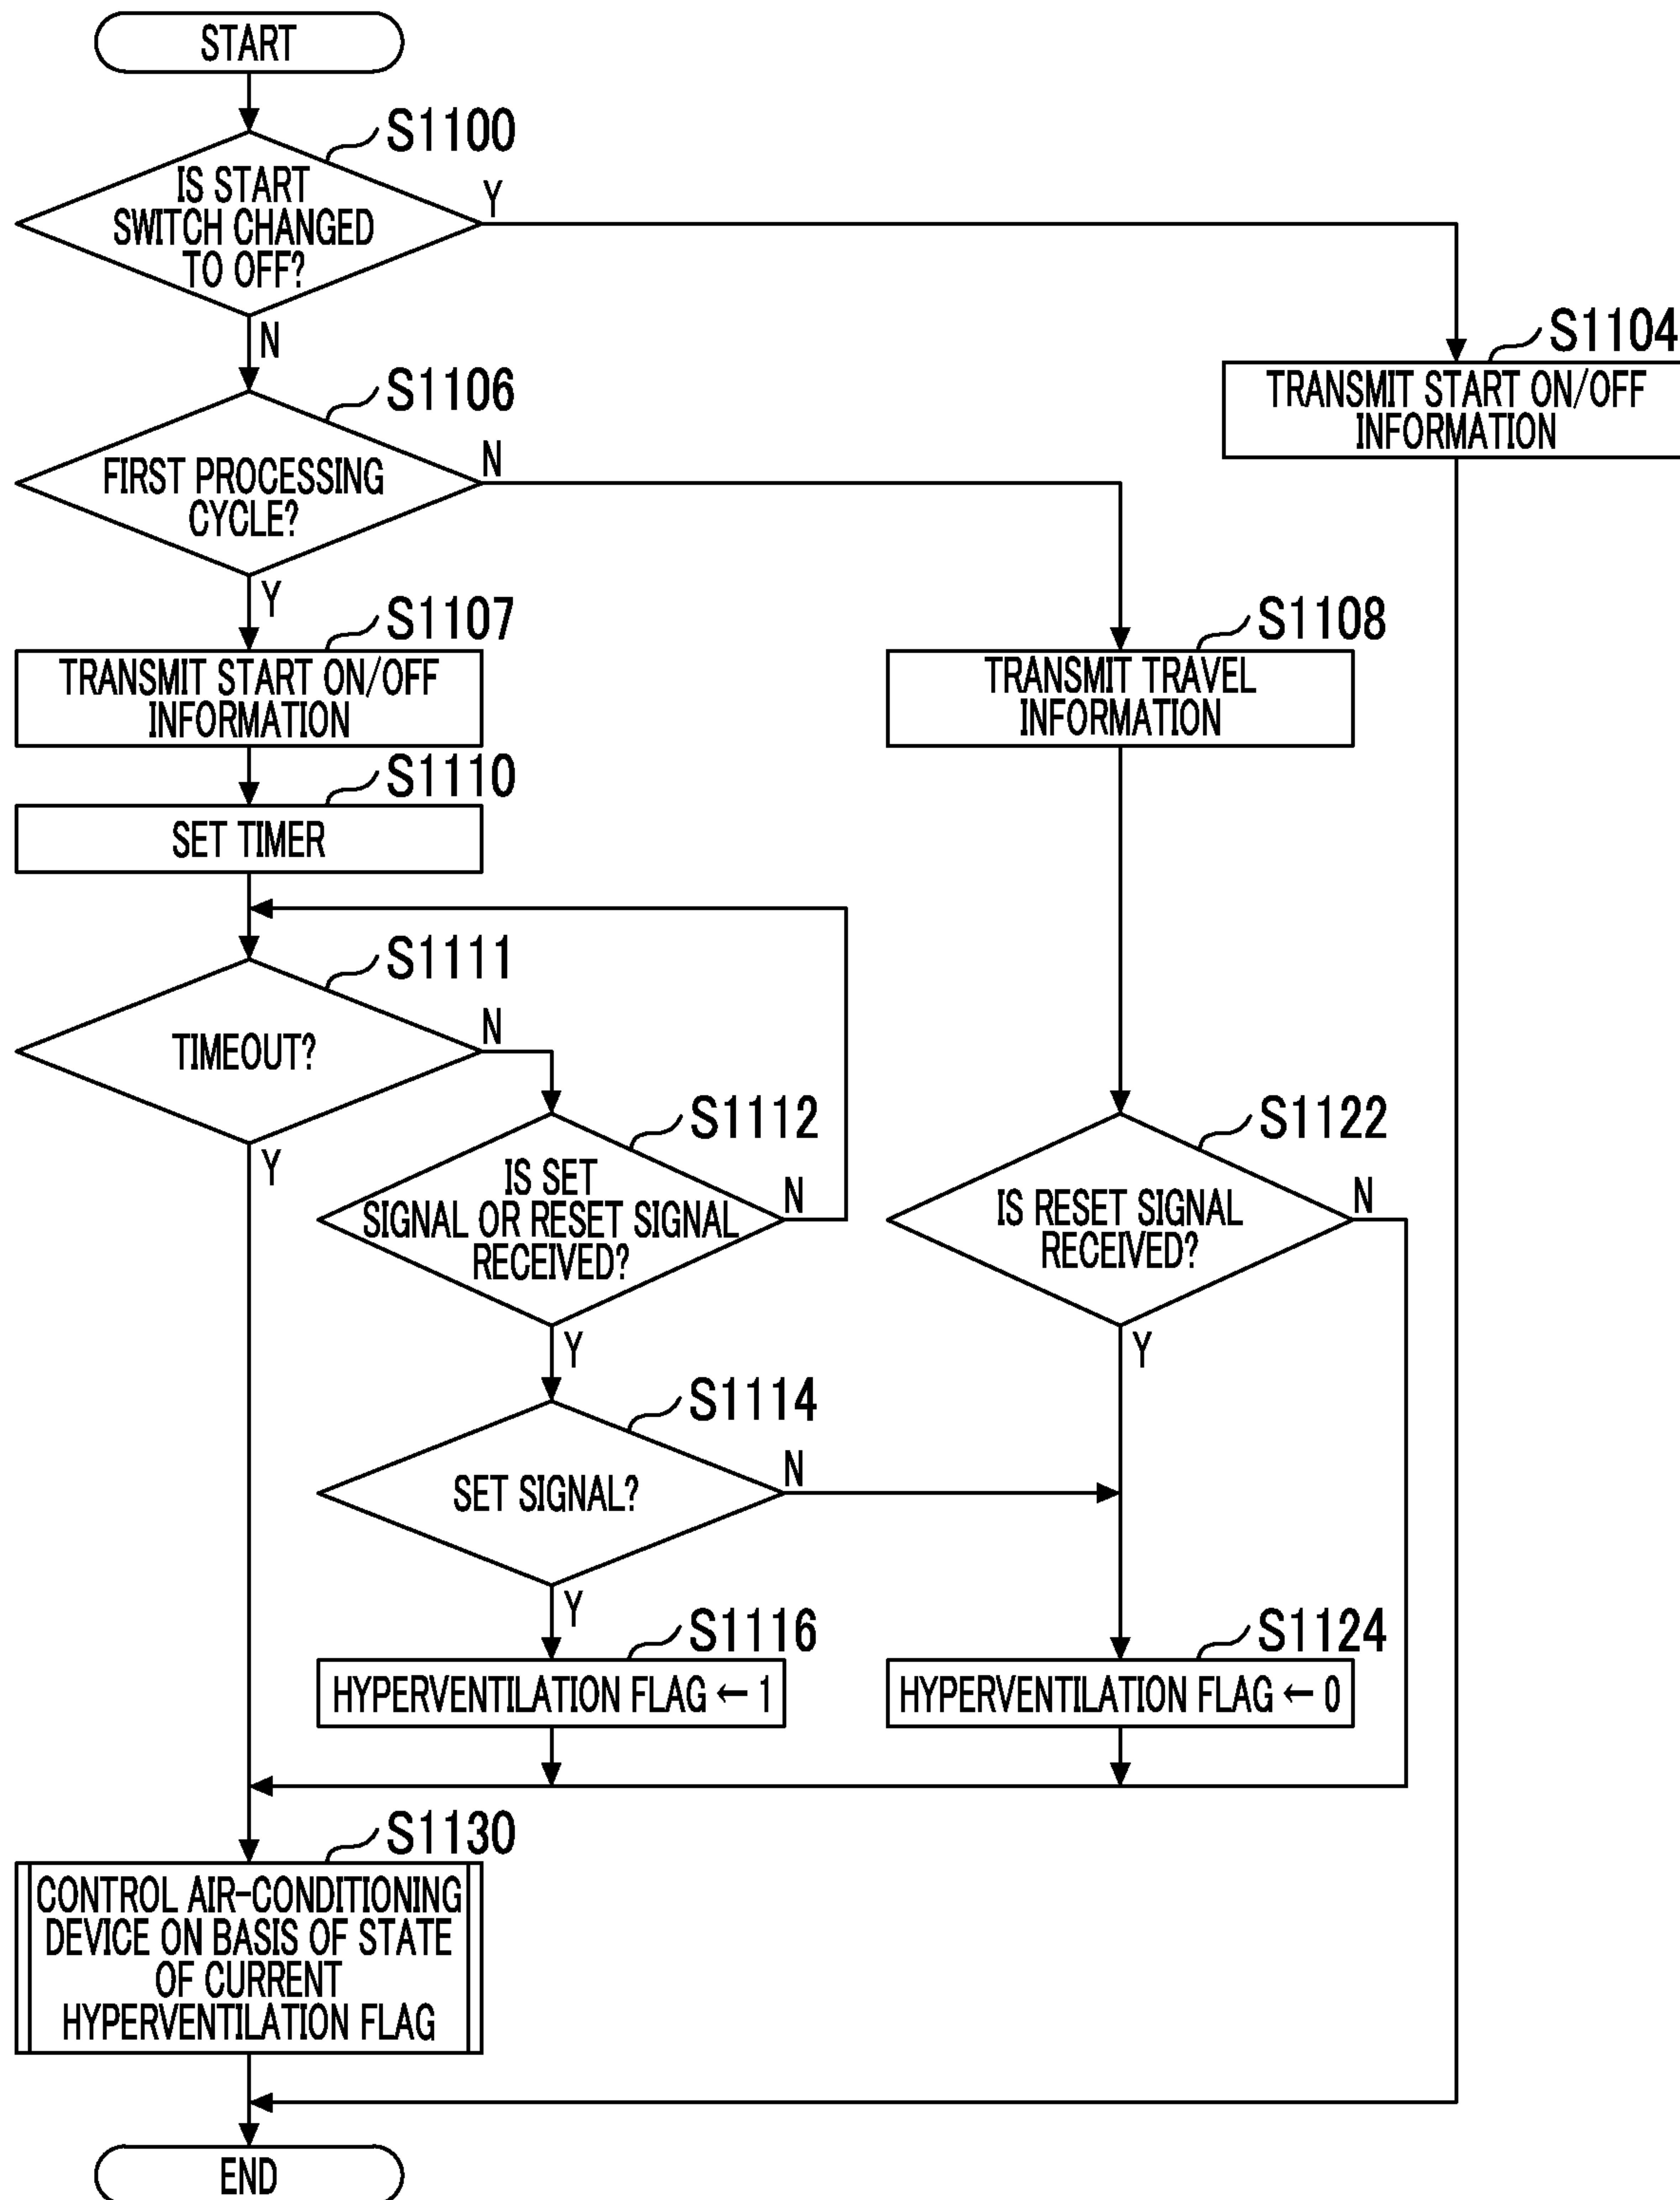 START
S1100
IS START
SWITCH CHANGED
TO OFF?
Y
N
S1104
TRANSMIT START ON/OFF
INFORMATION
S1106
FIRST PROCESSING
CYCLE?
N
Y
S1107
TRANSMIT START ON/OFF
INFORMATION
S1108
TRANSMIT TRAVEL
INFORMATION
S1110
SET TIMER
S1111
TIMEOUT?
N
Y
S1112
IS SET
SIGNAL OR RESET SIGNAL
RECEIVED?
N
Y
S1122
IS RESET SIGNAL
RECEIVED?
N
Y
S1114
SET SIGNAL?
N
Y
S1116
HYPERVENTILATION FLAG ← 1
S1124
HYPERVENTILATION FLAG ← 0
S1130
CONTROL AIR-CONDITIONING
DEVICE ON BASIS OF STATE
OF CURRENT
HYPERVENTILATION FLAG
END